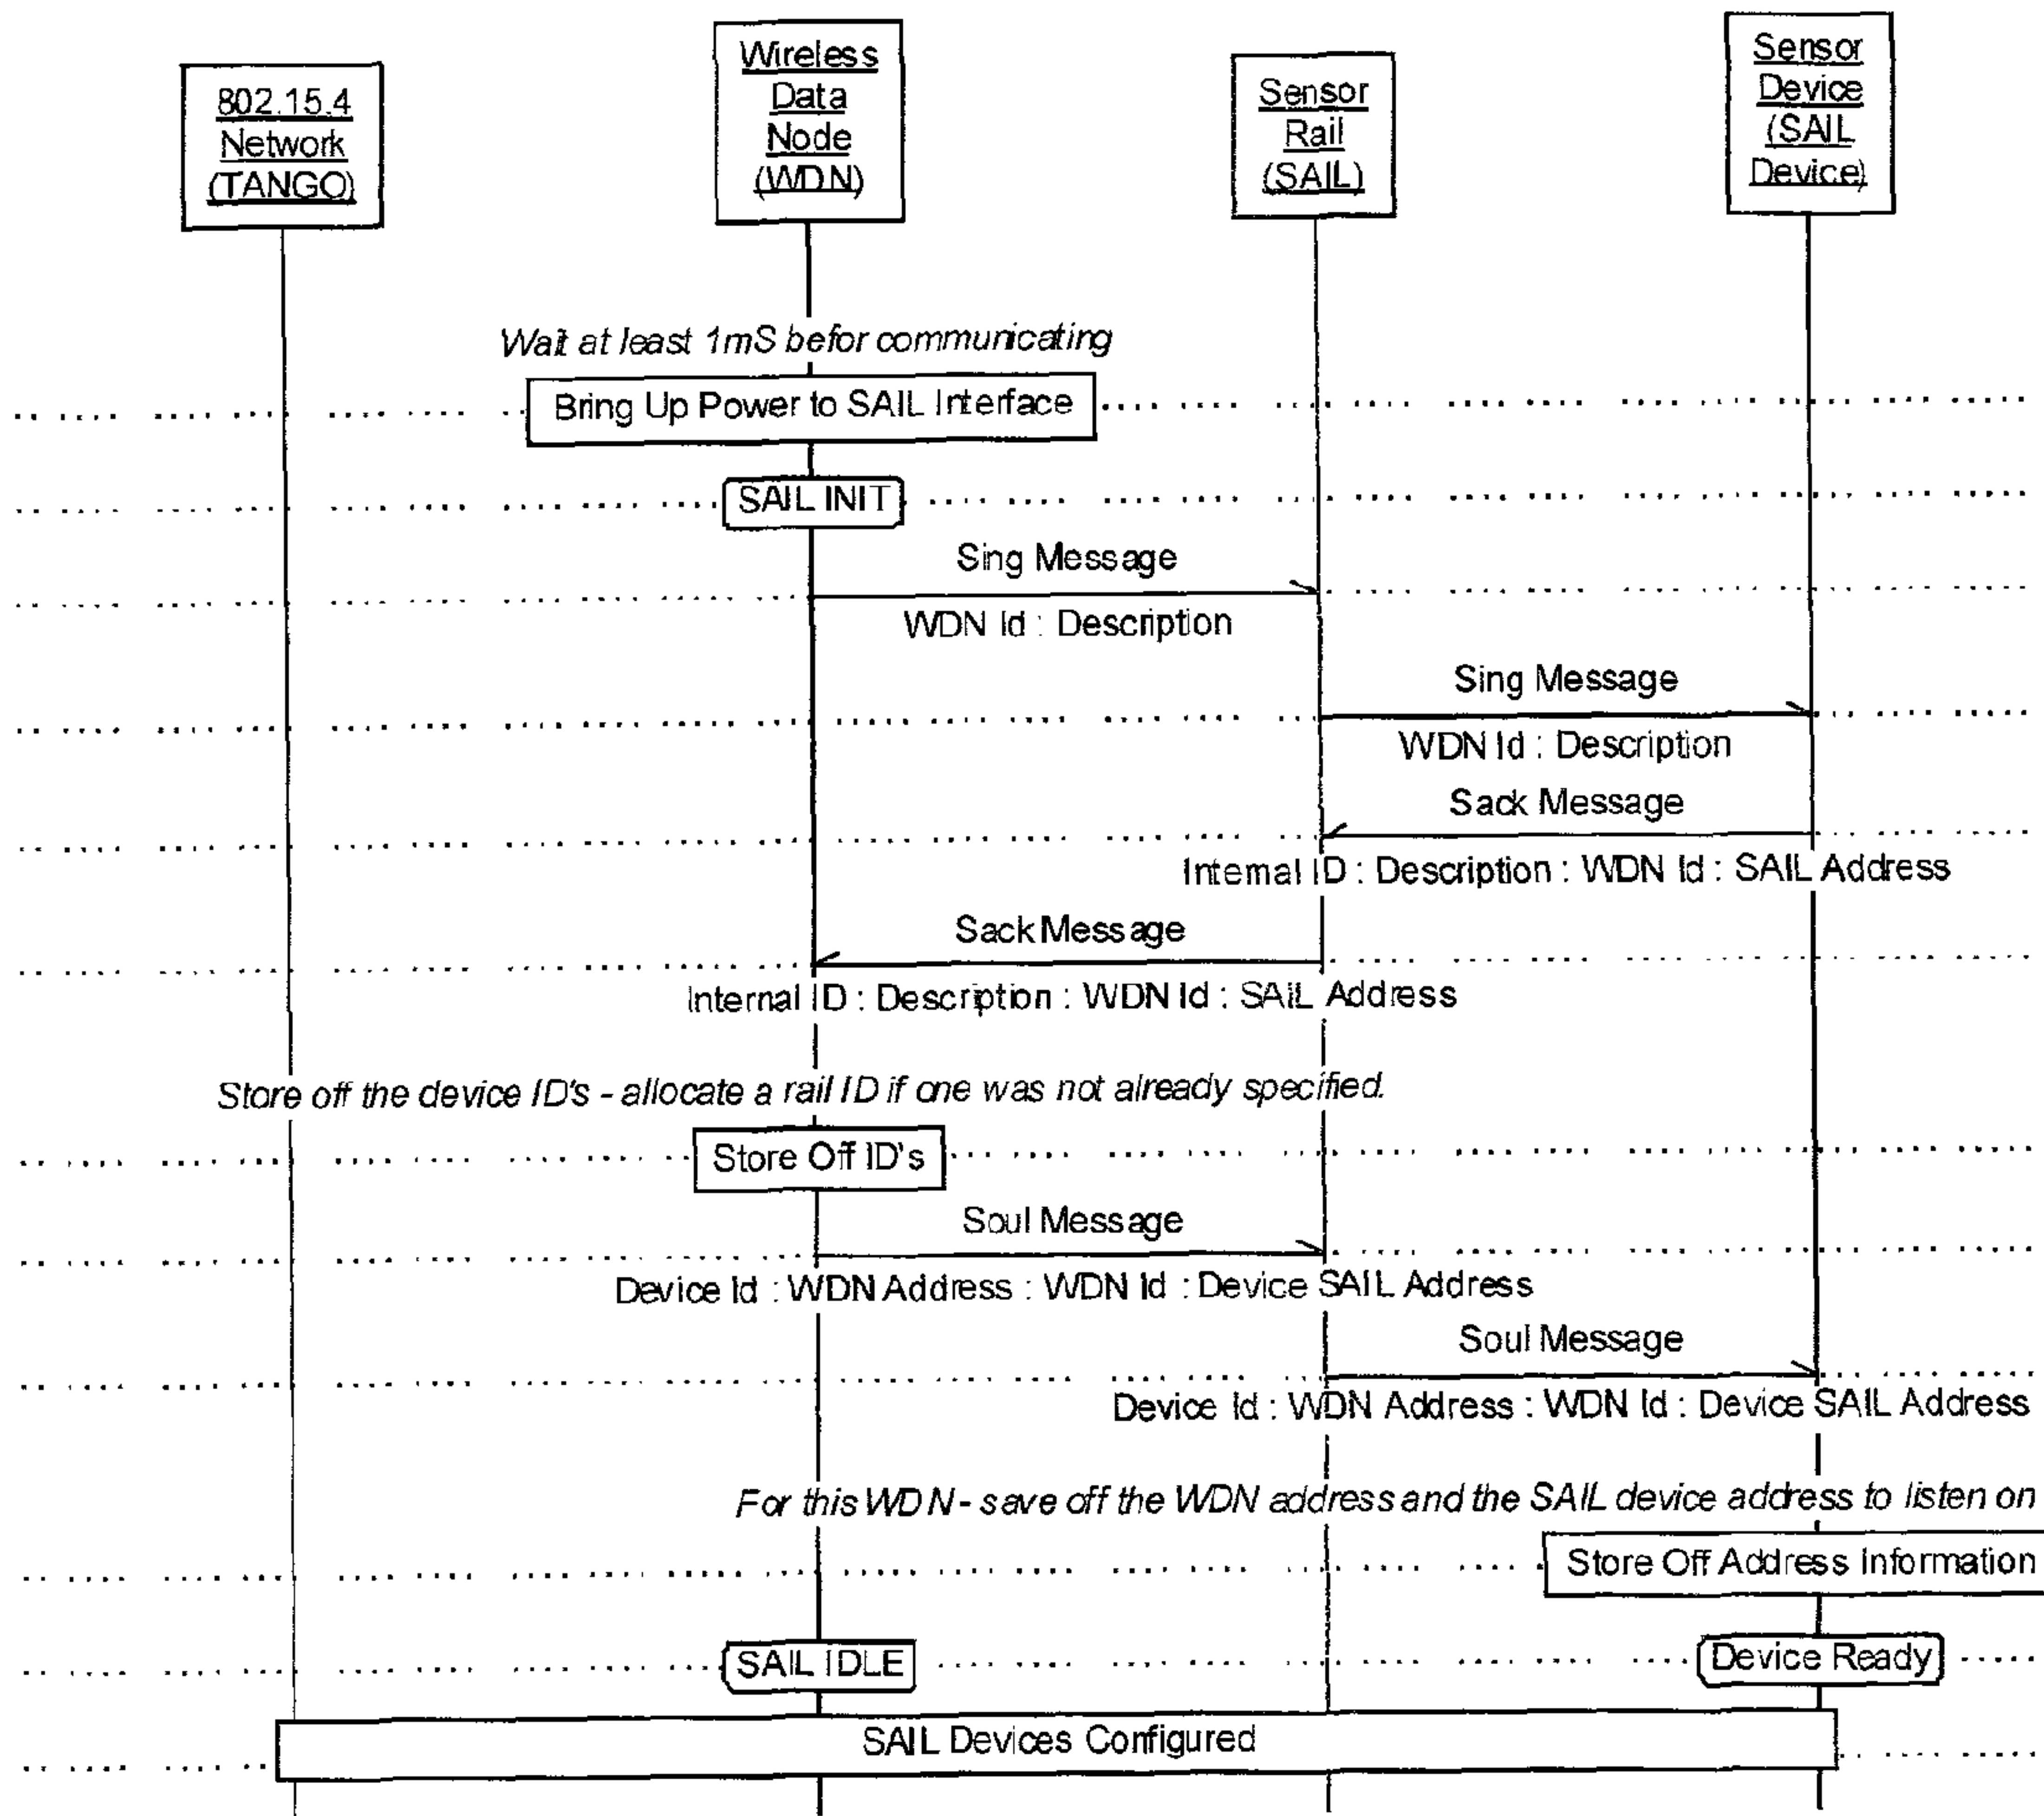 802.15.4
Network
(TANGO)
Wireless
Data
Node
(WDN)
Sensor
Rail
(SAIL)
Sensor
Device
(SAIL
Device)
Wait at least 1mS befor communicating
Bring Up Power to SAIL Interface
SAIL INIT
Sing Message
WDN Id : Description
Sing Message
WDN Id : Description
Sack Message
Internal ID : Description : WDN Id : SAIL Address
Sack Message
Internal ID : Description : WDN Id : SAIL Address
Store off the device ID's - allocate a rail ID if one was not already specified.
Store Off ID's
Soul Message
Device Id : WDN Address : WDN Id : Device SAIL Address
Soul Message
Device Id : WDN Address : WDN Id : Device SAIL Address
For this WDN - save off the WDN address and the SAIL device address to listen on
Store Off Address Information
SAIL IDLE
Device Ready
SAIL Devices Configured